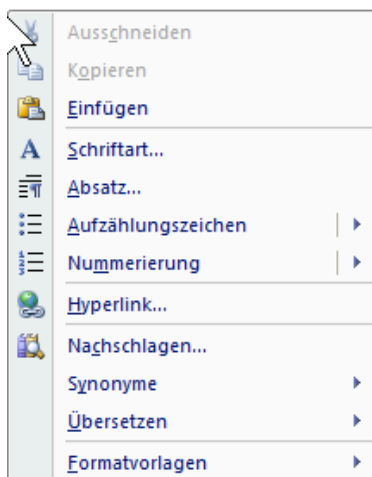 Ausschneiden
Kopieren
Einfügen
Schriftart...
Absatz...
Aufzählungszeichen
Nummerierung
Hyperlink...
Nachschlagen...
Synonyme
Übersetzen
Formatvorlagen